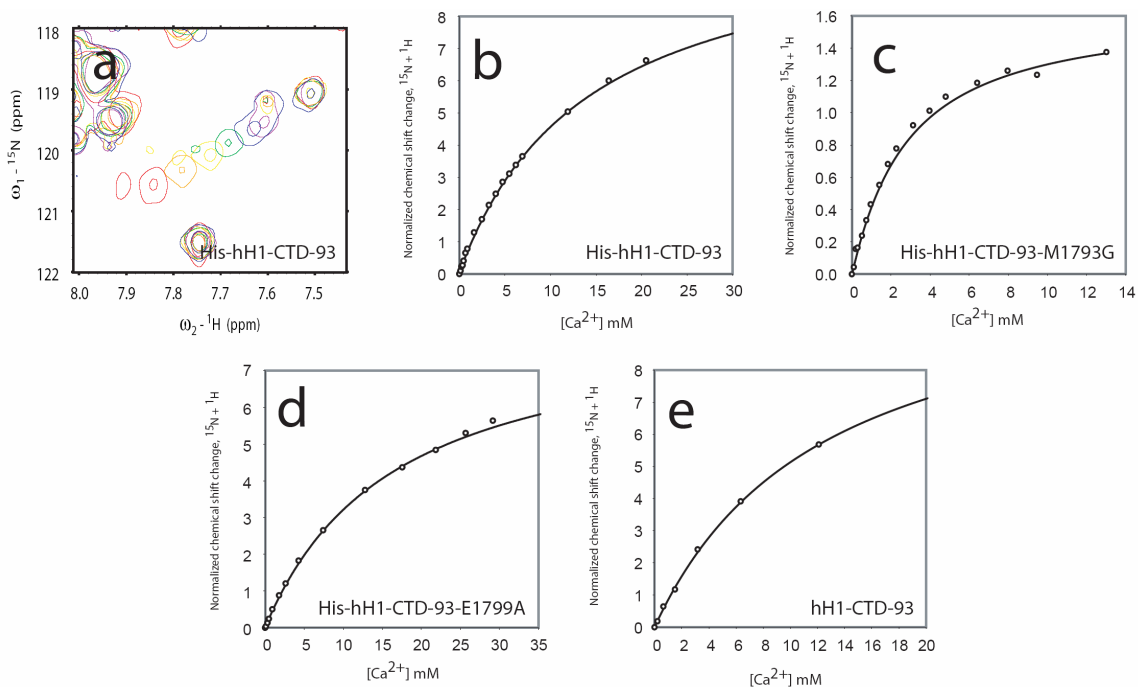 a
118
119
120
121
122
ω1 - 15N (ppm)
8.0 7.9 7.8 7.7 7.6 7.5
ω2 - 1H (ppm)
His-hH1-CTD-93
b
8
7
6
5
4
3
2
1
0
Normalized chemical shift change, 15N + 1H
0 5 10 15 20 25 30
[Ca2+] mM
His-hH1-CTD-93
c
1.6
1.4
1.2
1.0
0.8
0.6
0.4
0.2
0.0
Normalized chemical shift change, 15N + 1H
0 2 4 6 8 10 12 14
[Ca2+] mM
His-hH1-CTD-93-M1793G
d
7
6
5
4
3
2
1
0
Normalized chemical shift change, 15N + 1H
0 5 10 15 20 25 30 35
[Ca2+] mM
His-hH1-CTD-93-E1799A
e
8
7
6
5
4
3
2
1
0
Normalized chemical shift change, 15N + 1H
0 2 4 6 8 10 12 14 16 18 20
[Ca2+] mM
hH1-CTD-93